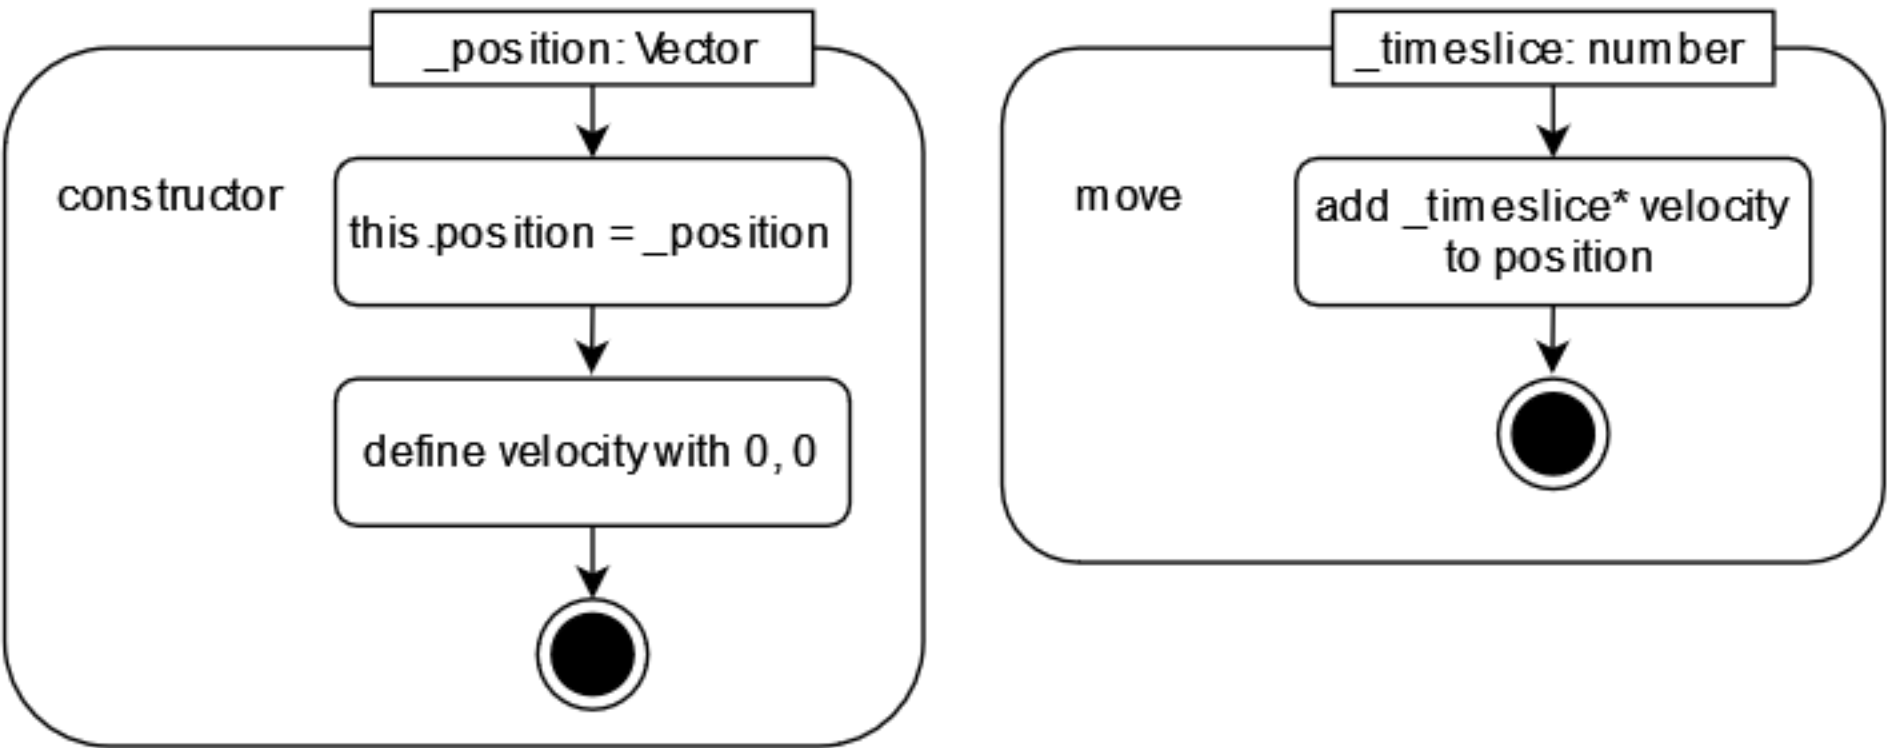 _position: Vector
constructor
this.position = _position
define velocity with 0, 0
_timeslice: number
move
add _timeslice* velocity
to position